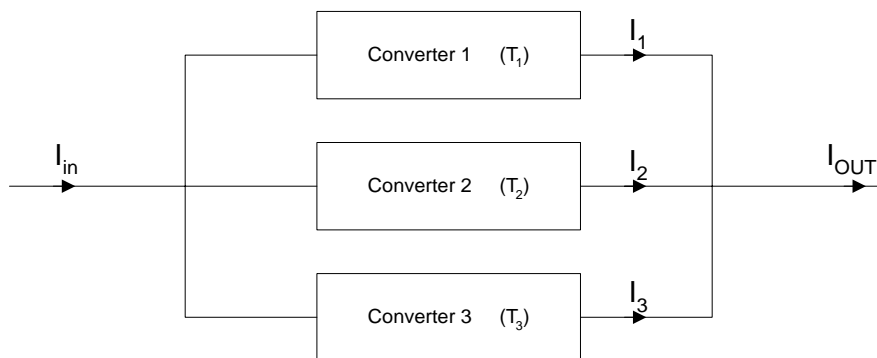 Converter 1 (T1)
I1
Iin
Converter 2 (T2)
I2
IOUT
Converter 3 (T3)
I3